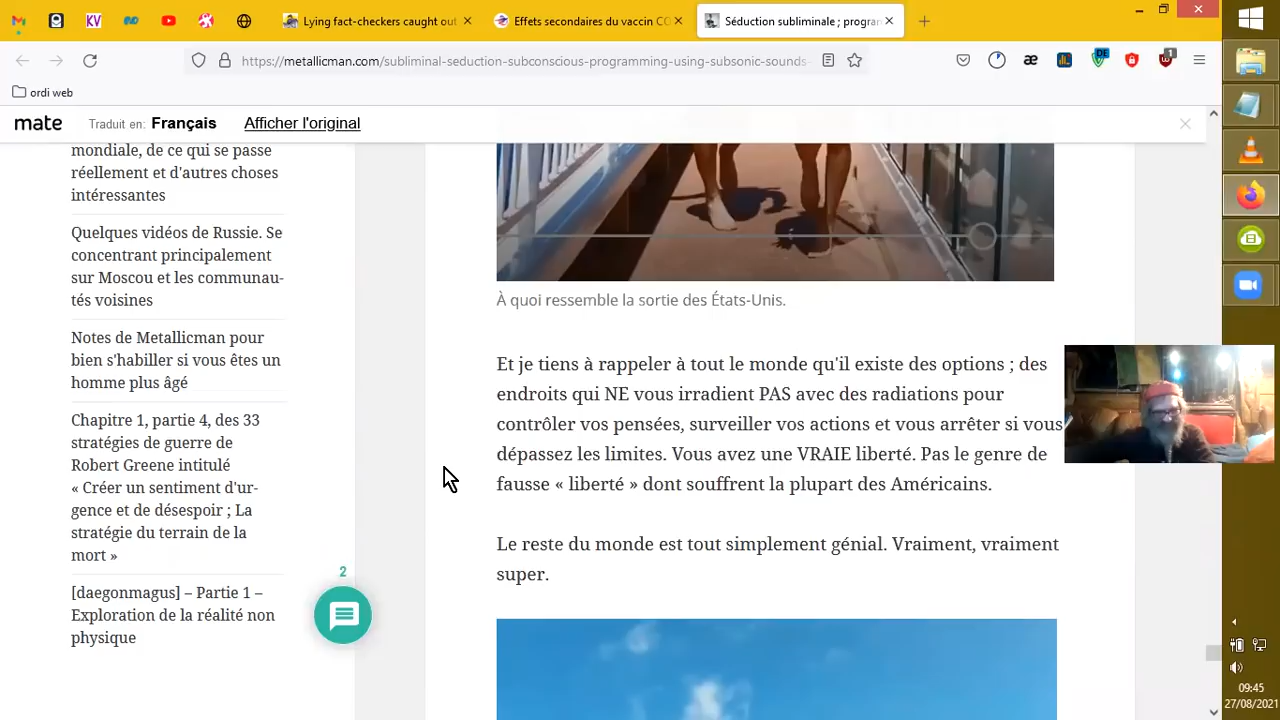 Lying fact-checkers caught out
Effets secondaires du vaccin CO
Séduction subliminale ; progra
https://metallicman.com/subliminal-seduction-subconscious-programming-using-subsonic-sounds-
DE
1
ordi web
mate
Traduit en: Français
Afficher l'original
mondiale, de ce qui se passe
réellement et d'autres choses
intéressantes
Quelques vidéos de Russie. Se
concentrant principalement
sur Moscou et les communau-
tés voisines
Notes de Metallicman pour
bien s'habiller si vous êtes un
homme plus âgé
Chapitre 1, partie 4, des 33
stratégies de guerre de
Robert Greene intitulé
« Créer un sentiment d'ur-
gence et de désespoir ; La
stratégie du terrain de la
mort »
[daegonmagus] – Partie 1 –
Exploration de la réalité non
physique
2
À quoi ressemble la sortie des États-Unis.
Et je tiens à rappeler à tout le monde qu'il existe des options ; des
endroits qui NE vous irradient PAS avec des radiations pour
contrôler vos pensées, surveiller vos actions et vous arrêter si vous
dépassez les limites. Vous avez une VRAIE liberté. Pas le genre de
fausse « liberté » dont souffrent la plupart des Américains.
Le reste du monde est tout simplement génial. Vraiment, vraiment
super.
09:45
27/08/2021